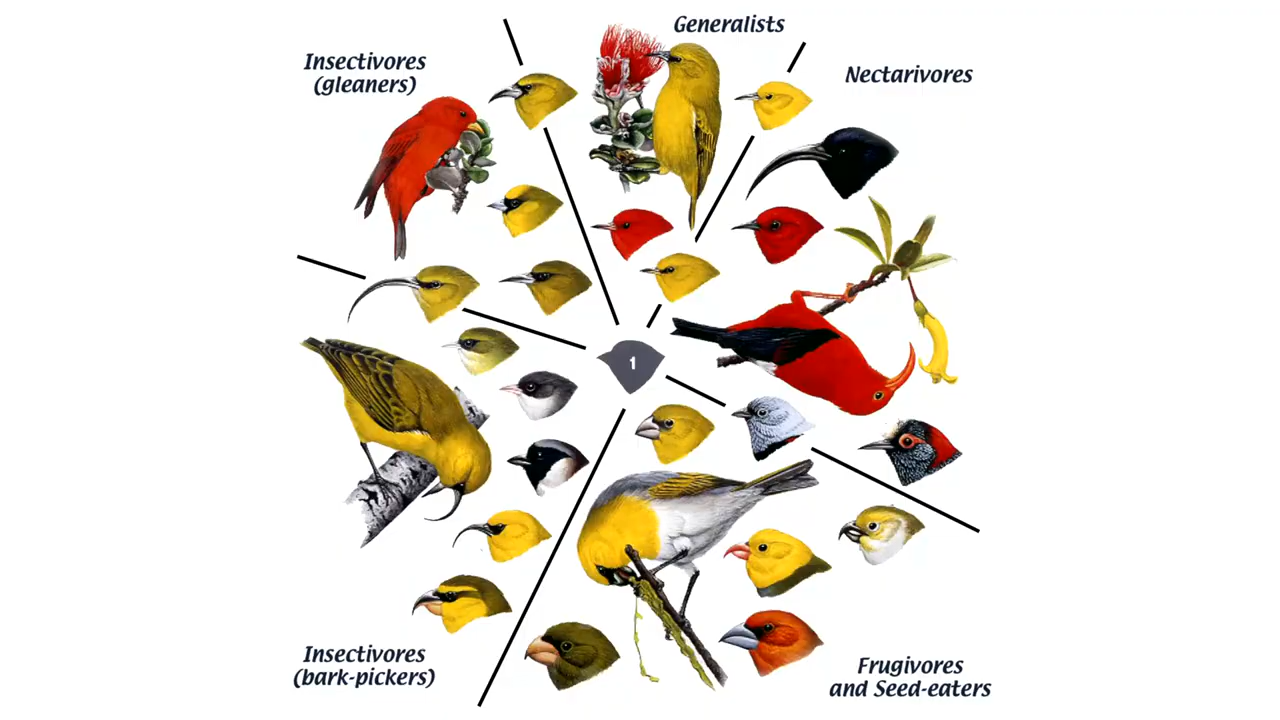 Generalists
Insectivores
(gleaners)
Nectarivores
1
Insectivores
(bark-pickers)
Frugivores
and Seed-eaters